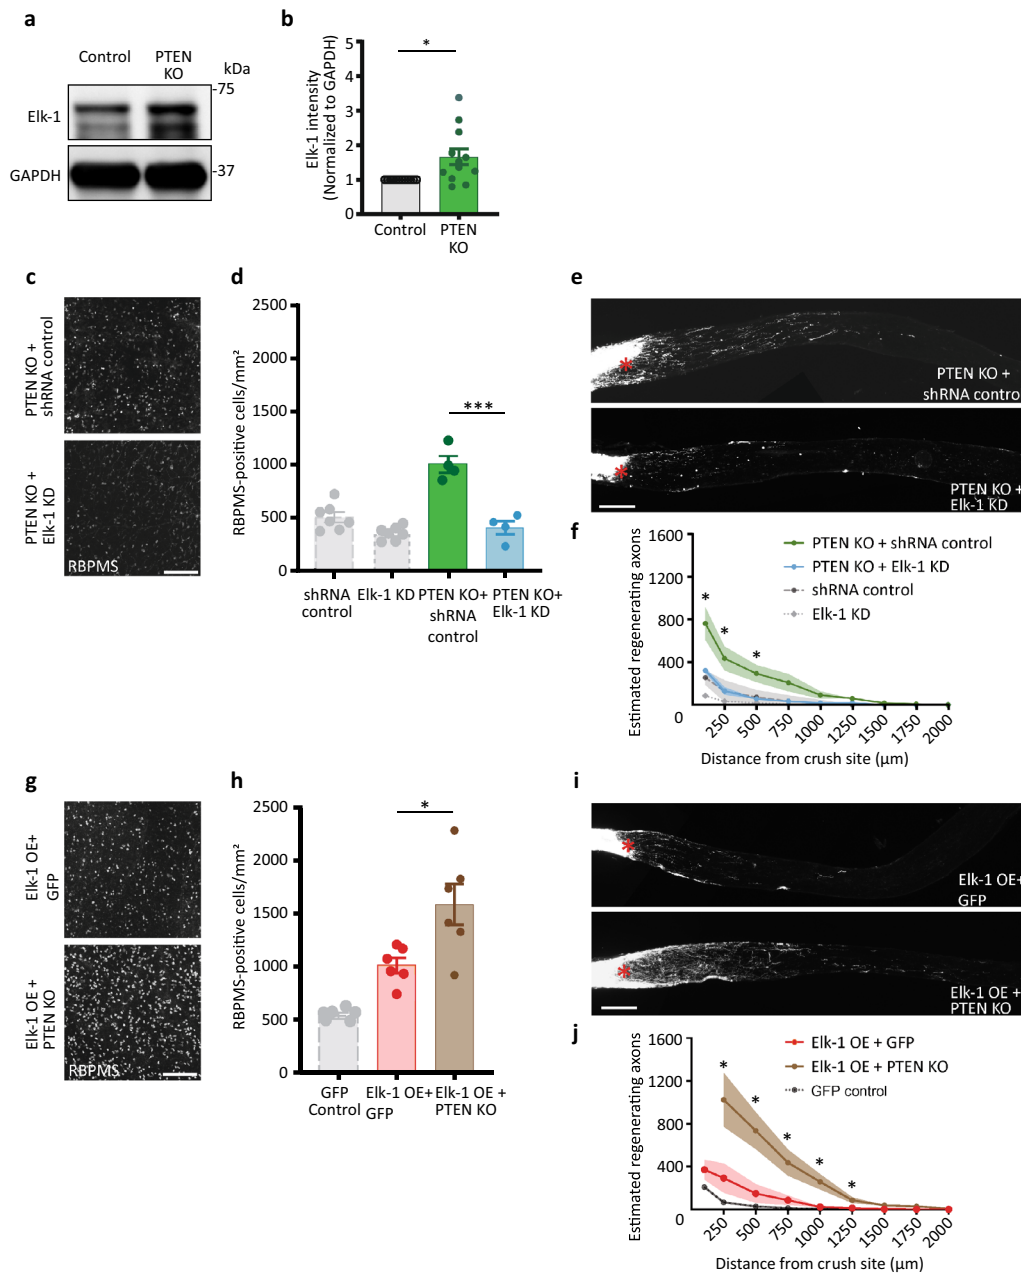 a
Control
PTEN
KO
kDa
-75
Elk-1
GAPDH
-37
b
Elk-1 intensity
(Normalized to GAPDH)
5
4
3
2
1
0
*
Control
PTEN
KO
c
PTEN KO +
shRNA control
PTEN KO +
Elk-1 KD
RBPMS
d
RBPMS-positive cells/mm²
2500
2000
1500
1000
500
0
***
shRNA
control
Elk-1 KD
PTEN KO+
shRNA
control
PTEN KO+
Elk-1 KD
e
*
PTEN KO +
shRNA control
*
PTEN KO +
Elk-1 KD
f
Estimated regenerating axons
1600
1200
800
400
0
PTEN KO + shRNA control
PTEN KO + Elk-1 KD
shRNA control
Elk-1 KD
*
*
*
250
500
750
1000
1250
1500
1750
2000
Distance from crush site (µm)
g
Elk-1 OE+
GFP
Elk-1 OE +
PTEN KO
RBPMS
h
RBPMS-positive cells/mm²
2500
2000
1500
1000
500
0
*
GFP
Control
Elk-1 OE+
GFP
Elk-1 OE +
PTEN KO
i
*
Elk-1 OE+
GFP
*
Elk-1 OE +
PTEN KO
j
Estimated regenerating axons
1600
1200
800
400
0
Elk-1 OE + GFP
Elk-1 OE + PTEN KO
GFP control
*
*
*
*
*
250
500
750
1000
1250
1500
1750
2000
Distance from crush site (µm)